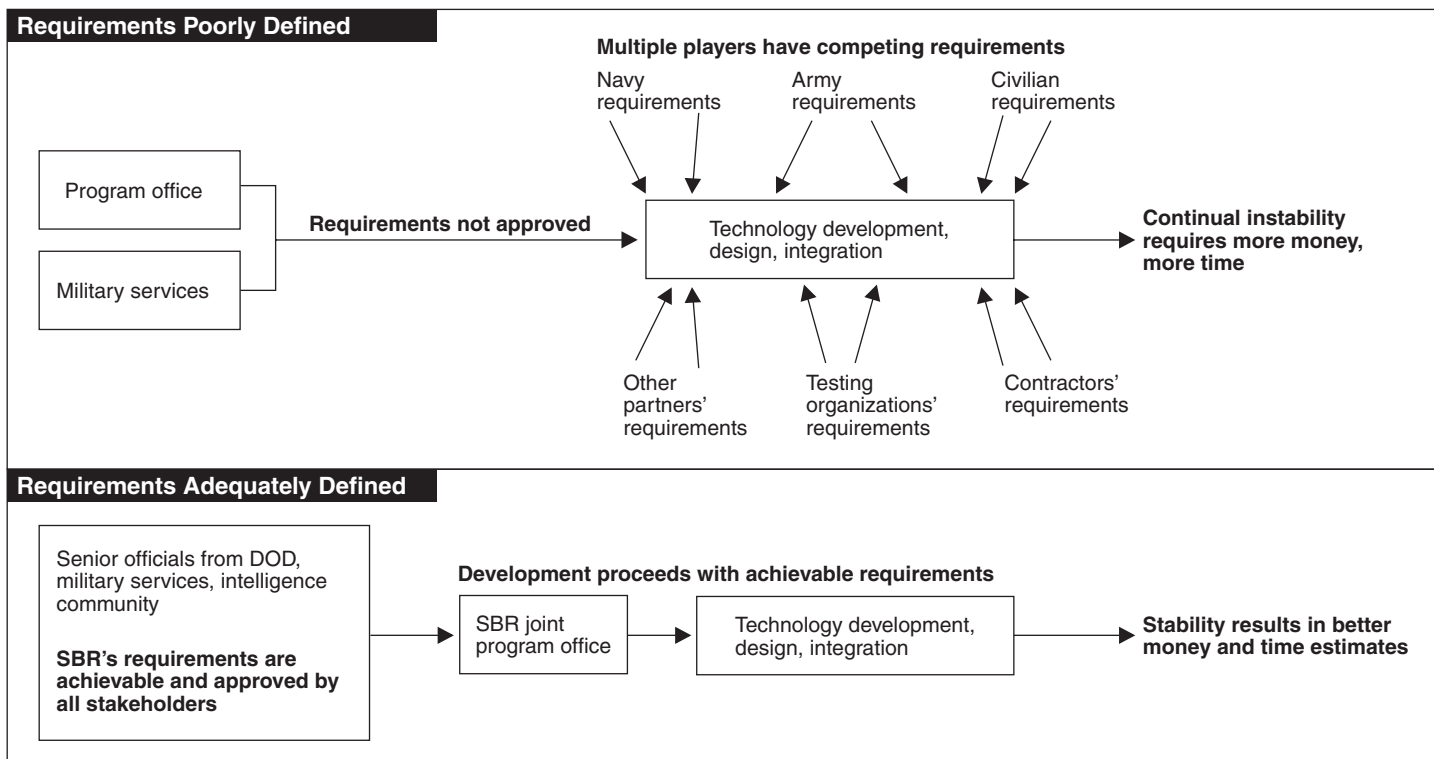 Requirements Poorly Defined
Multiple players have competing requirements
Navy
requirements
Army
requirements
Civilian
requirements
Program office
Military services
Requirements not approved
Technology development,
design, integration
Continual instability
requires more money,
more time
Other
partners'
requirements
Testing
organizations'
requirements
Contractors'
requirements
Requirements Adequately Defined
Senior officials from DOD,
military services, intelligence
community
SBR's requirements are
achievable and approved by
all stakeholders
Development proceeds with achievable requirements
SBR joint
program office
Technology development,
design, integration
Stability results in better
money and time estimates